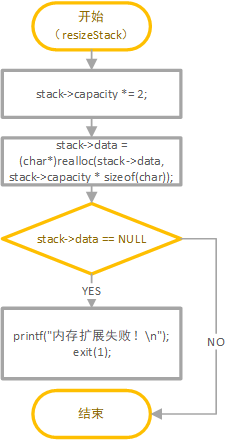 开始
（resizeStack）
stack->capacity *= 2;
stack->data =
(char*)realloc(stack->data,
stack->capacity * sizeof(char));
stack->data == NULL
YES
NO
printf("内存扩展失败！\n");
exit(1);
结束